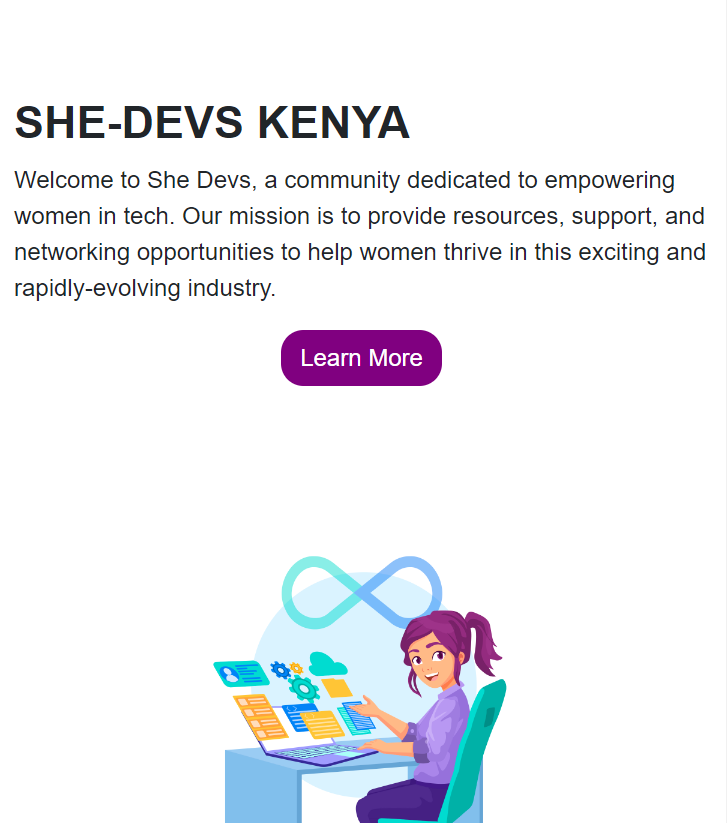 SHE-DEVS KENYA
Welcome to She Devs, a community dedicated to empowering
women in tech. Our mission is to provide resources, support, and
networking opportunities to help women thrive in this exciting and
rapidly-evolving industry.
Learn More